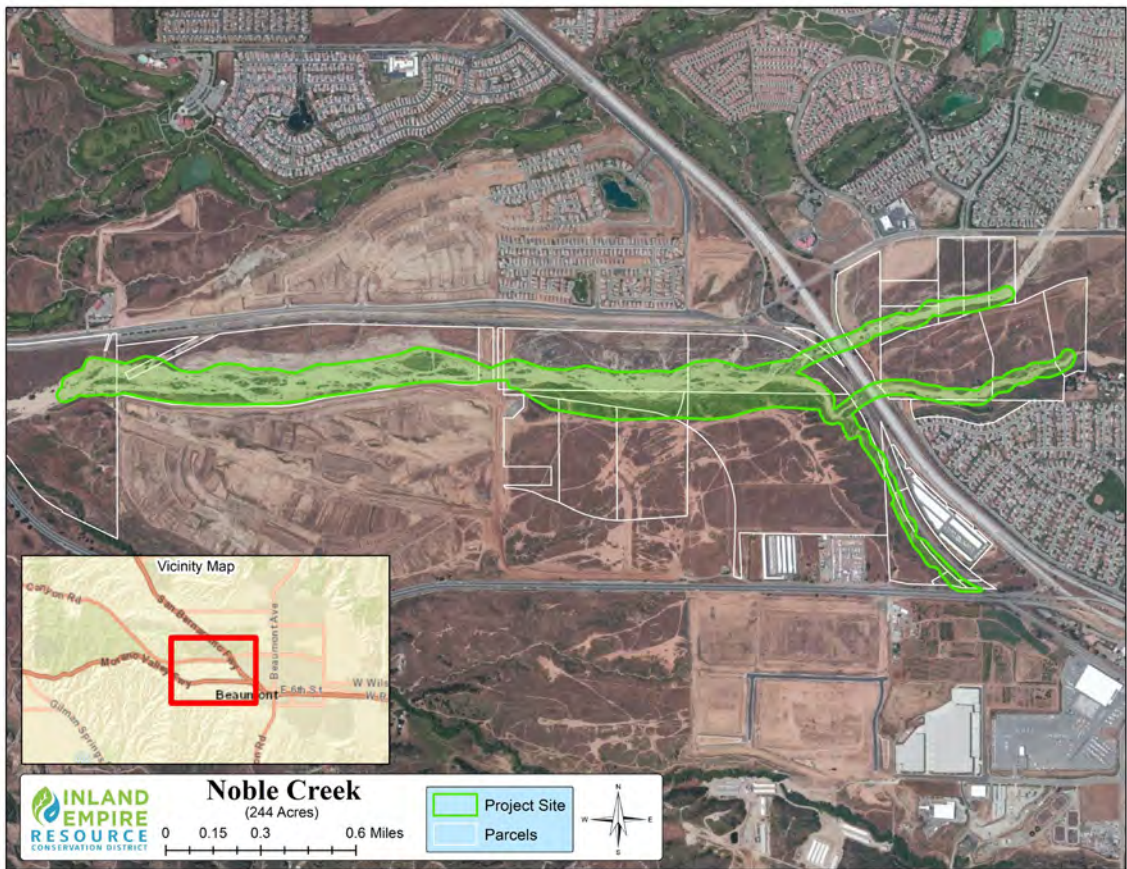 Vicinity Map
Canyon Rd
San Bernardino Fwy
Beaumont Ave
Moreno Valley Fwy
Beaumont
E 6th St
W Wils
W R
Gilman Springs
on Rd
INLAND
EMPIRE
RESOURCE
CONSERVATION DISTRICT
Noble Creek
(244 Acres)
0 0.15 0.3 0.6 Miles
Project Site
Parcels
N
W E
S